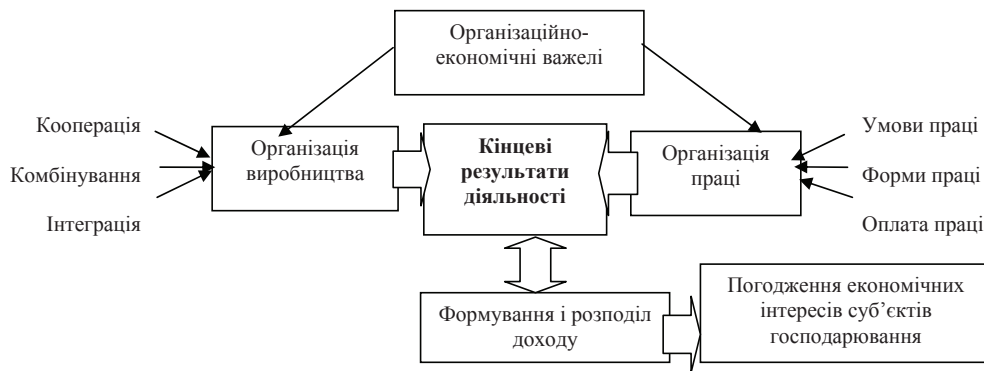 Організаційно-
економічні важелі
Кооперація
Комбінування
Інтеграція
Організація
виробництва
Кінцеві
результати
діяльності
Організація
праці
Умови праці
Форми праці
Оплата праці
Формування і розподіл
доходу
Погодження економічних
інтересів суб’єктів
господарювання